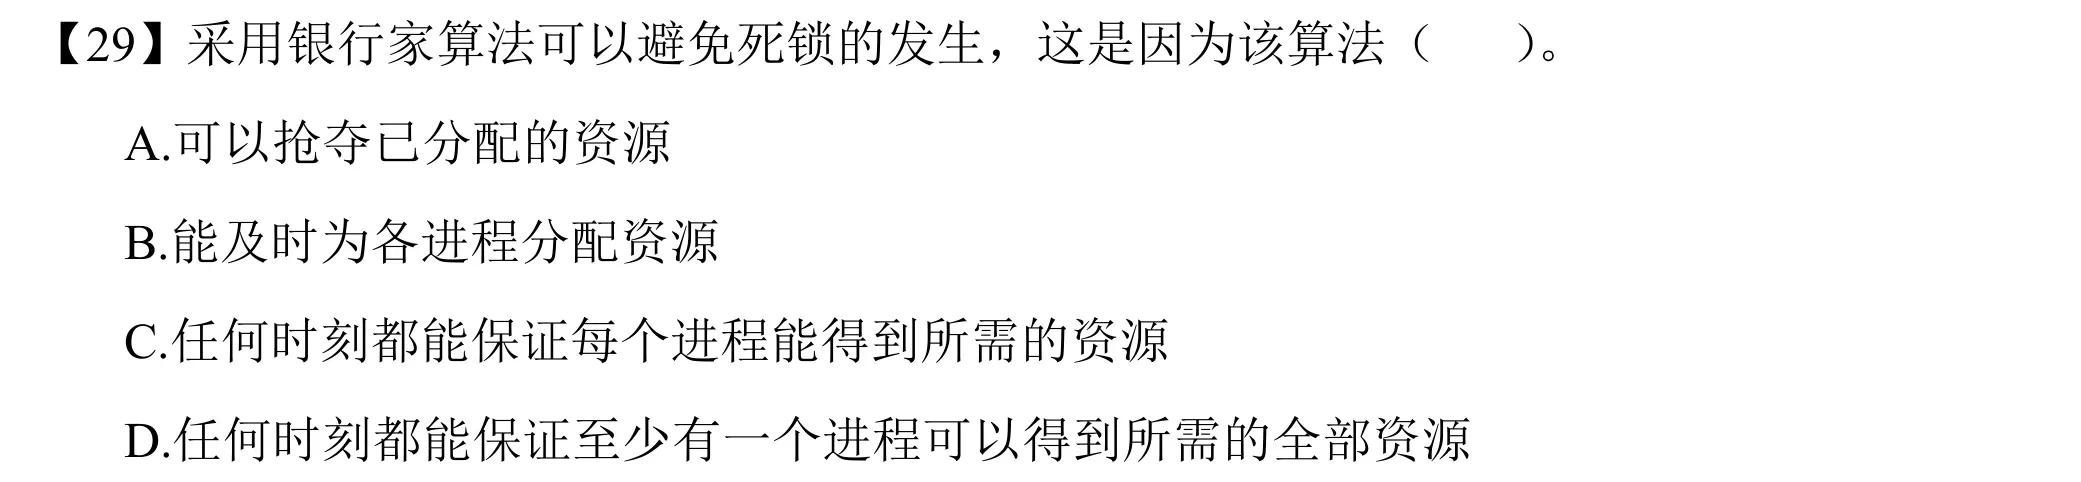 【29】采用银行家算法可以避免死锁的发生，这是因为该算法（　　）。
A.可以抢夺已分配的资源
B.能及时为各进程分配资源
C.任何时刻都能保证每个进程能得到所需的资源
D.任何时刻都能保证至少有一个进程可以得到所需的全部资源